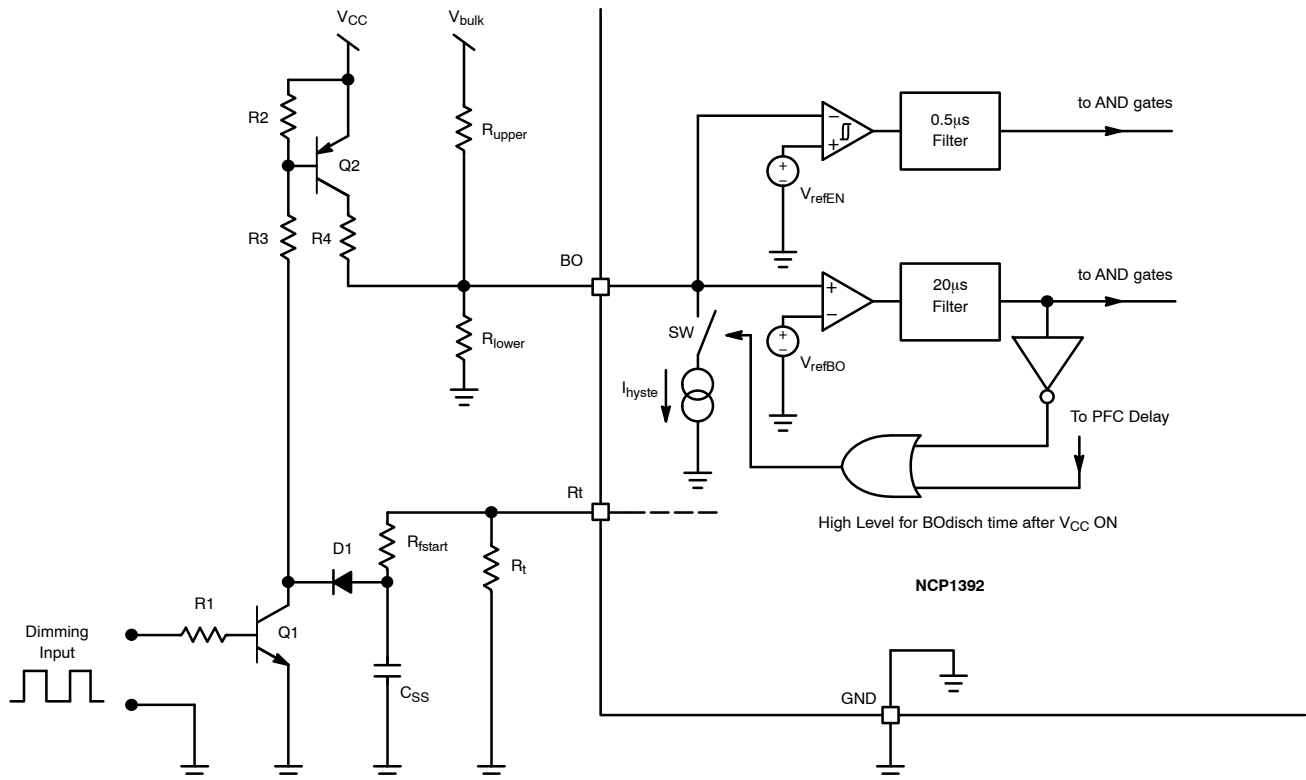 V_CC
V_bulk
R2
R_upper
Q2
R3
R4
BO
R_lower
−
+
0.5μs
Filter
to AND gates
+
−
V_refEN
+
−
20μs
Filter
to AND gates
SW
+
−
V_refBO
I_hyste
To PFC Delay
Rt
High Level for BOdisch time after V_CC ON
R_fstart
D1
R_t
NCP1392
R1
Q1
Dimming
Input
C_SS
GND